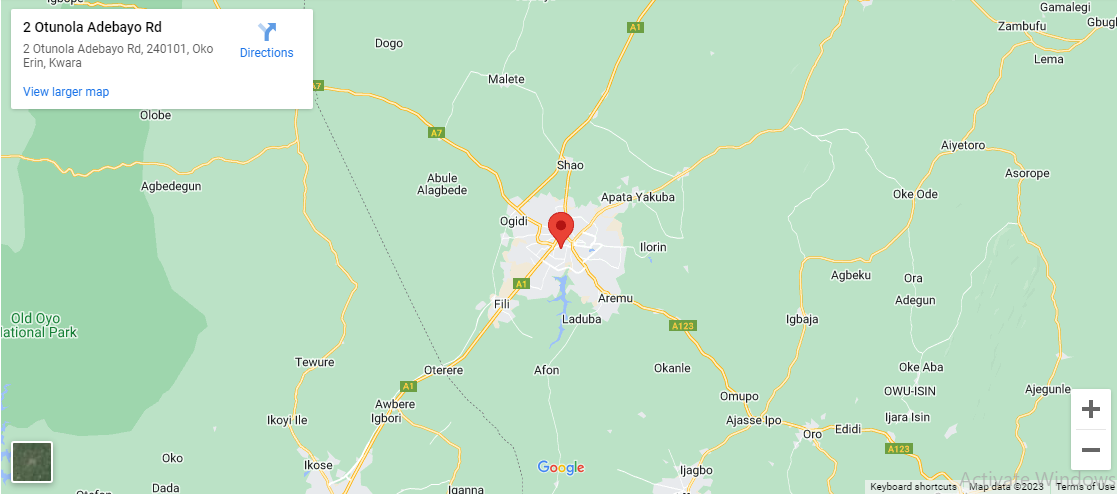 2 Otunola Adebayo Rd
2 Otunola Adebayo Rd, 240101, Oko
Erin, Kwara
Directions
View larger map
Gamalegi
Zambufu
Gbugl
Lema
A1
Dogo
Malete
A7
Olobe
A7
Shao
Aiyetoro
Asorope
Agbedegun
Abule
Alagbede
Apata Yakuba
Oke Ode
Ogidi
Ilorin
Agbeku
Ora
Adegun
A1
Fili
Aremu
Laduba
Igbaja
Old Oyo
National Park
A123
Tewure
Oterere
Afon
Okanle
Oke Aba
OWU-ISIN
Ajegunle
A1
Awbere
Igbori
Omupo
Ikoyi Ile
Ajasse Ipo
Ijara Isin
Oro
Edidi
A123
Oko
Ikose
Google
Ijagbo
Dada
Iganna
Activate Windows
Keyboard shortcuts
Map data ©2023
Terms of Use